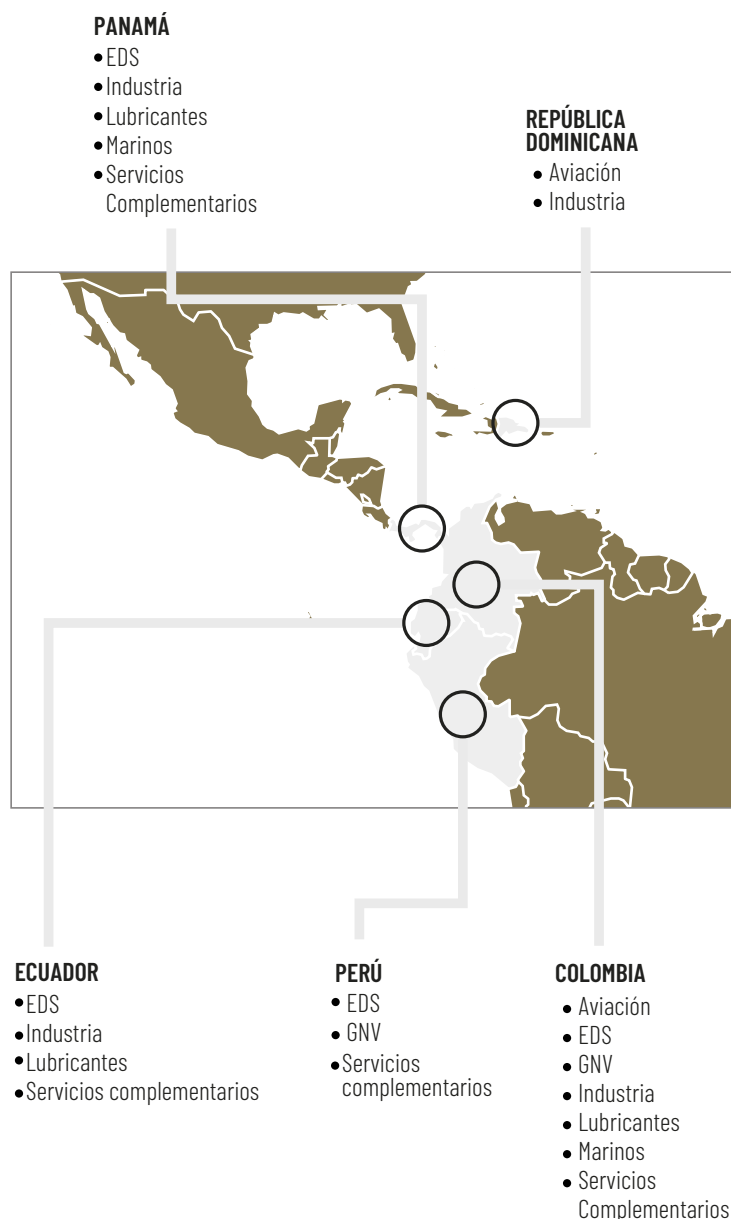 PANAMÁ
• EDS
• Industria
• Lubricantes
• Marinos
• Servicios
Complementarios
REPÚBLICA
DOMINICANA
• Aviación
• Industria
ECUADOR
• EDS
• Industria
• Lubricantes
• Servicios complementarios
PERÚ
• EDS
• GNV
• Servicios
complementarios
COLOMBIA
• Aviación
• EDS
• GNV
• Industria
• Lubricantes
• Marinos
• Servicios
Complementarios